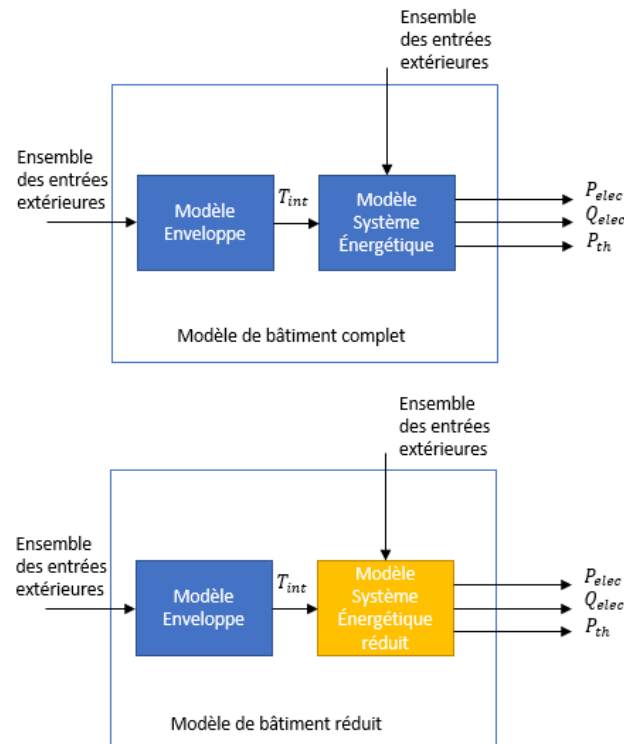 Ensemble
des entrées
extérieures
Ensemble
des entrées
extérieures
Modèle
Enveloppe
T_int
Modèle
Système
Énergétique
P_elec
Q_elec
P_th
Modèle de bâtiment complet
Ensemble
des entrées
extérieures
Ensemble
des entrées
extérieures
Modèle
Enveloppe
T_int
Modèle
Système
Énergétique
réduit
P_elec
Q_elec
P_th
Modèle de bâtiment réduit